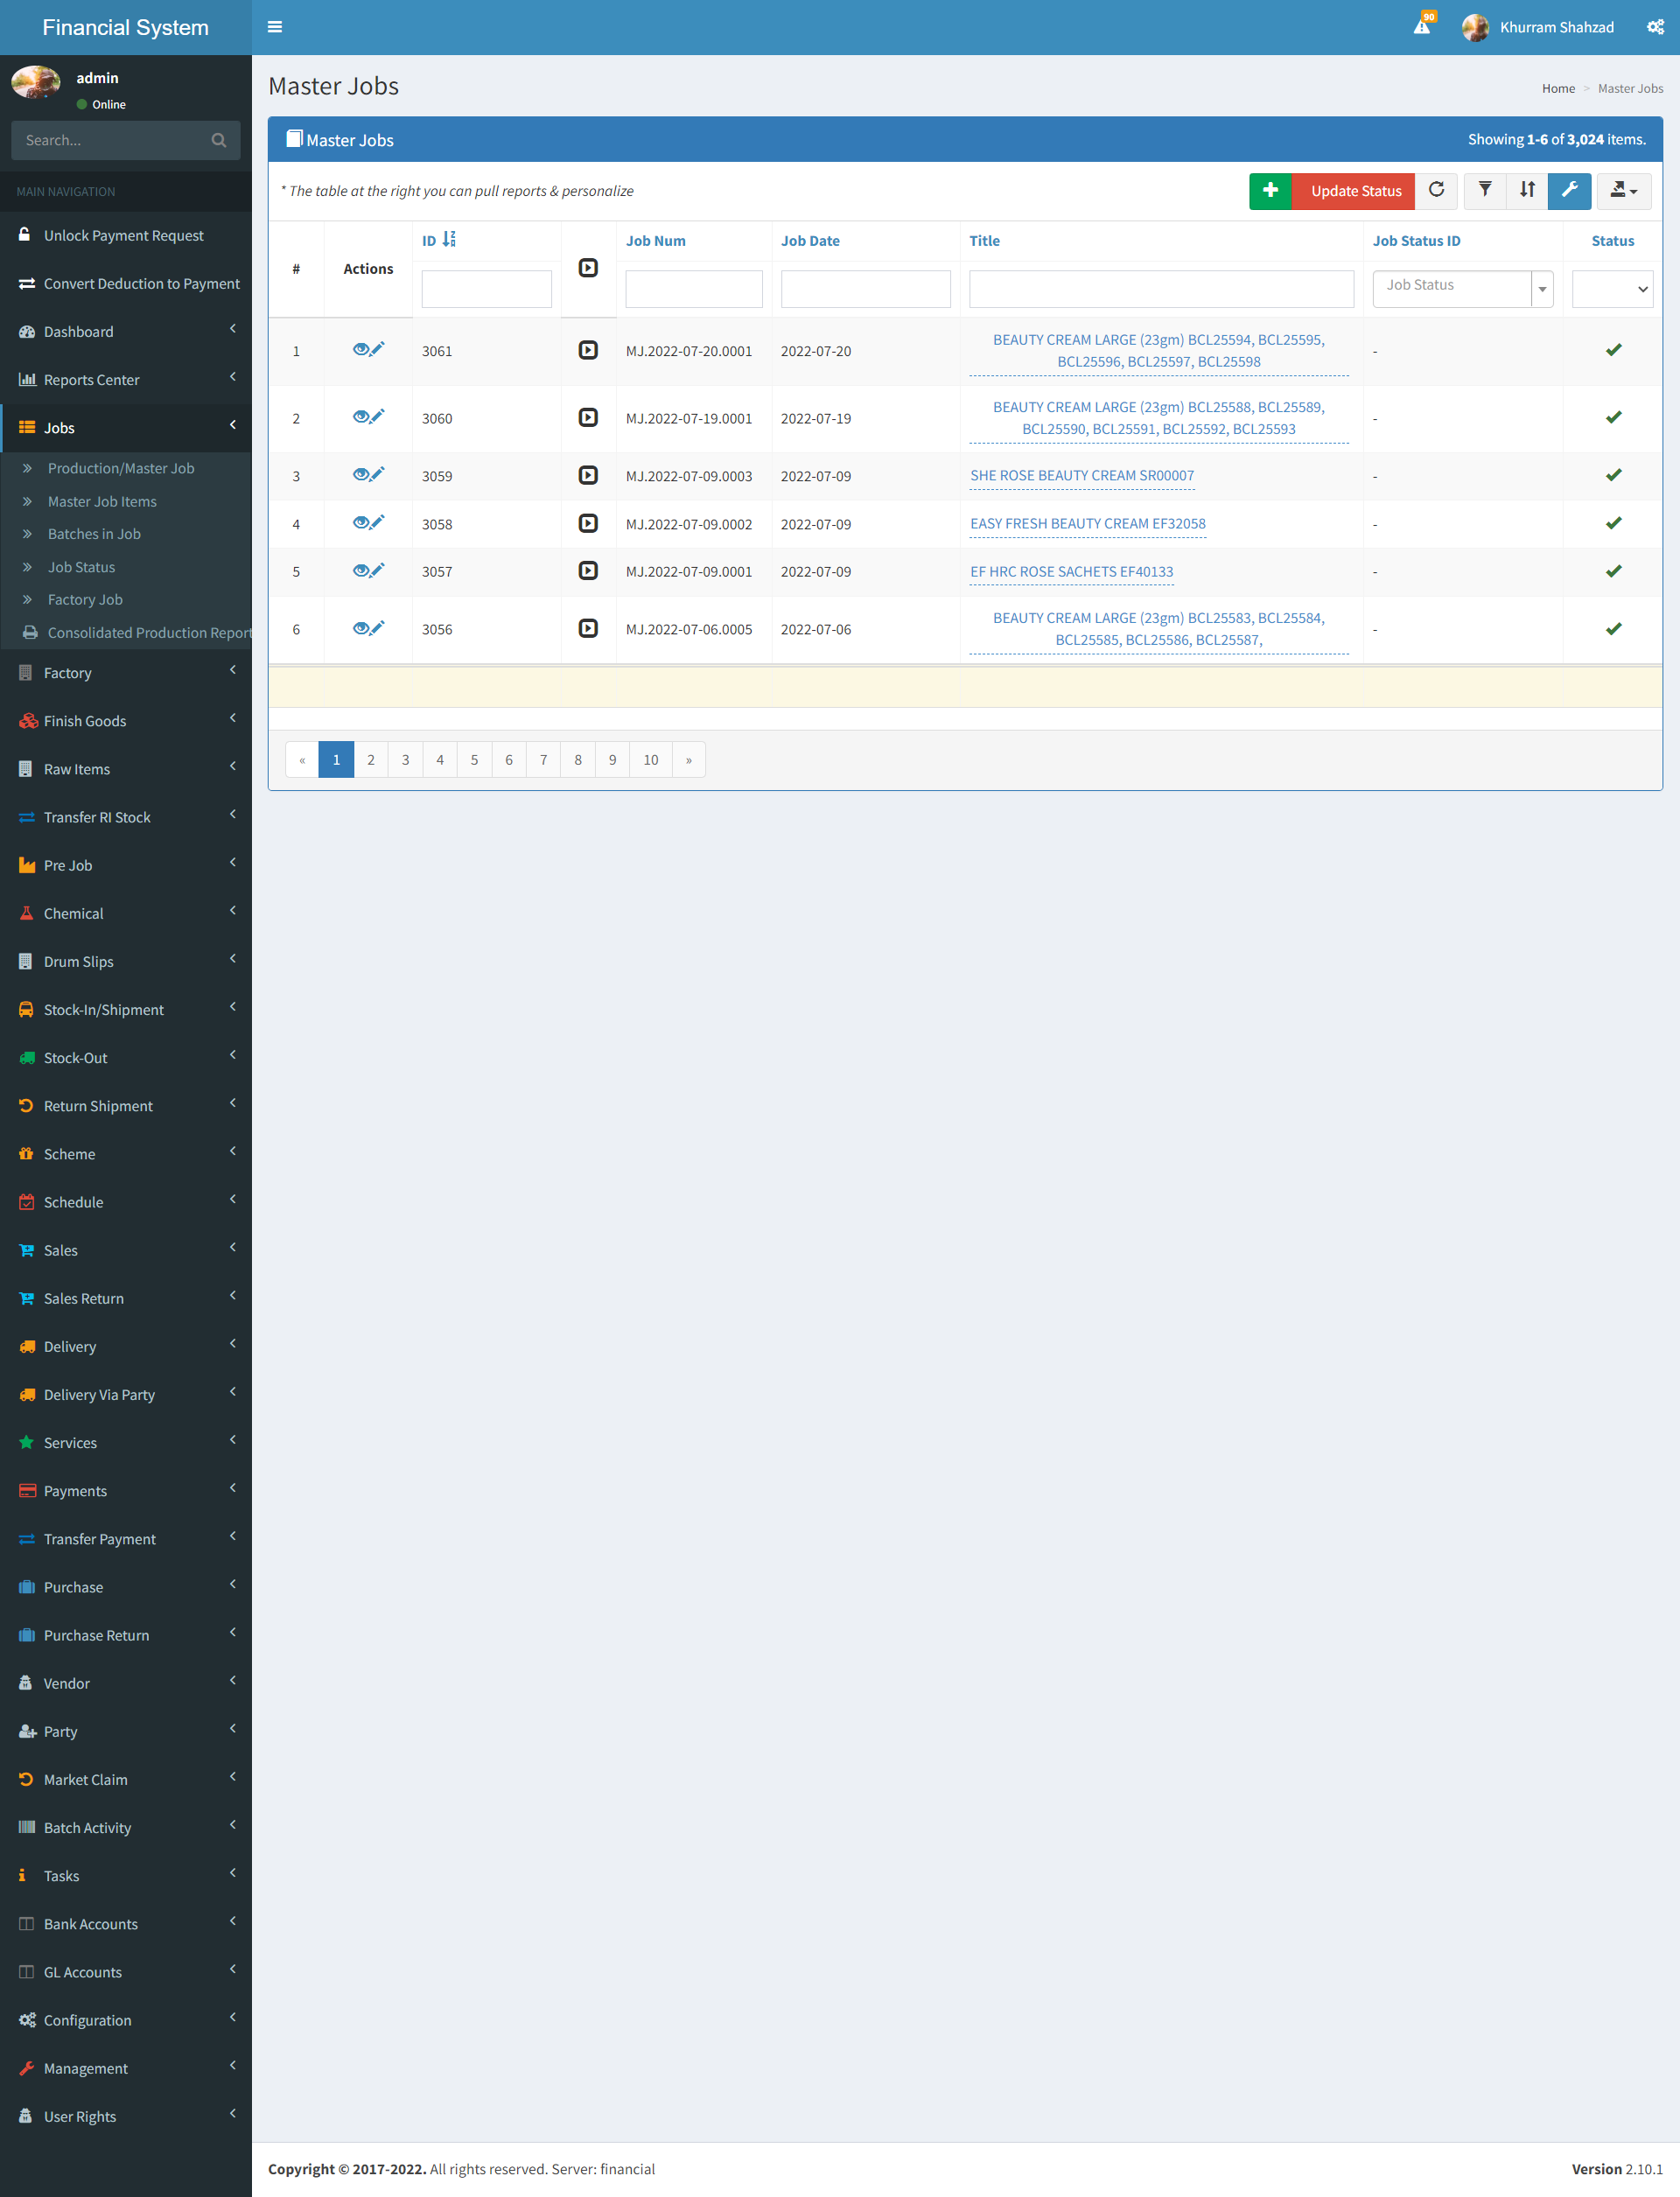 Financial System
90
Khurram Shahzad
admin
Online
Search...
MAIN NAVIGATION
Unlock Payment Request
Convert Deduction to Payment
Dashboard
Reports Center
Jobs
Production/Master Job
Master Job Items
Batches in Job
Job Status
Factory Job
Consolidated Production Report
Factory
Finish Goods
Raw Items
Transfer RI Stock
Pre Job
Chemical
Drum Slips
Stock-In/Shipment
Stock-Out
Return Shipment
Scheme
Schedule
Sales
Sales Return
Delivery
Delivery Via Party
Services
Payments
Transfer Payment
Purchase
Purchase Return
Vendor
Party
Market Claim
Batch Activity
Tasks
Bank Accounts
GL Accounts
Configuration
Management
User Rights
Master Jobs
Home > Master Jobs
Master Jobs
Showing 1-6 of 3,024 items.
* The table at the right you can pull reports & personalize
Update Status
# Actions ID Job Num Job Date Title Job Status ID Status
Job Status
1 3061 MJ.2022-07-20.0001 2022-07-20 BEAUTY CREAM LARGE (23gm) BCL25594, BCL25595, -
BCL25596, BCL25597, BCL25598
2 3060 MJ.2022-07-19.0001 2022-07-19 BEAUTY CREAM LARGE (23gm) BCL25588, BCL25589, -
BCL25590, BCL25591, BCL25592, BCL25593
3 3059 MJ.2022-07-09.0003 2022-07-09 SHE ROSE BEAUTY CREAM SR00007 -
4 3058 MJ.2022-07-09.0002 2022-07-09 EASY FRESH BEAUTY CREAM EF32058 -
5 3057 MJ.2022-07-09.0001 2022-07-09 EF HRC ROSE SACHETS EF40133 -
6 3056 MJ.2022-07-06.0005 2022-07-06 BEAUTY CREAM LARGE (23gm) BCL25583, BCL25584, -
BCL25585, BCL25586, BCL25587,
« 1 2 3 4 5 6 7 8 9 10 »
Copyright © 2017-2022. All rights reserved. Server: financial
Version 2.10.1